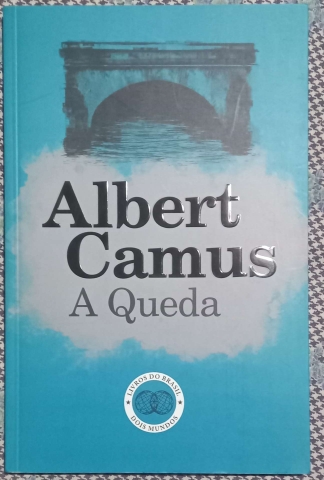 Albert
Camus
A Queda
LIVROS DO BRASIL
DOIS MUNDOS